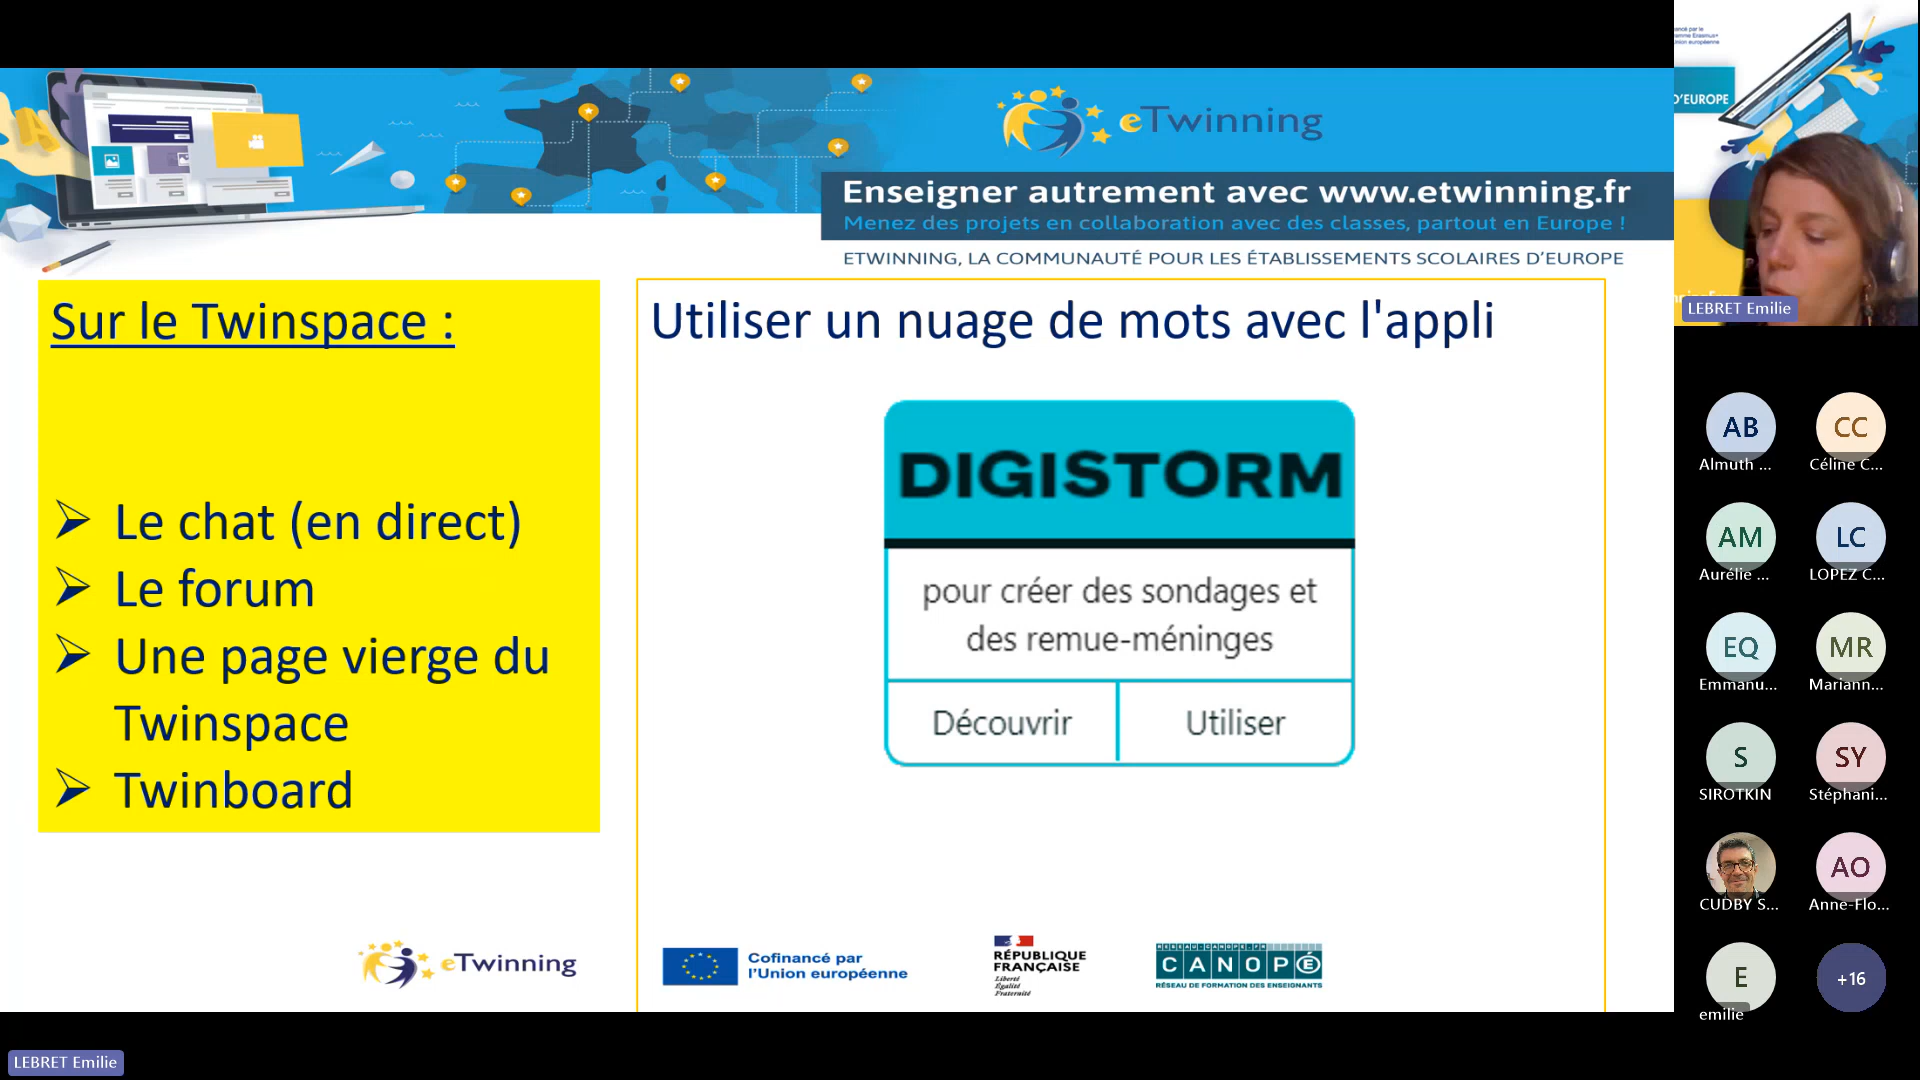 eTwinning
Enseigner autrement avec www.etwinning.fr
Menez des projets en collaboration avec des classes, partout en Europe !
ETWINNING, LA COMMUNAUTÉ POUR LES ÉTABLISSEMENTS SCOLAIRES D’EUROPE
Sur le Twinspace :
Le chat (en direct)
Le forum
Une page vierge du
Twinspace
Twinboard
Utiliser un nuage de mots avec l'appli
DIGISTORM
pour créer des sondages et
des remue-méninges
Découvrir
Utiliser
eTwinning
Cofinancé par
l’Union européenne
RÉPUBLIQUE
FRANÇAISE
Liberté
Égalité
Fraternité
CANOPÉ
RÉSEAU DE FORMATION DES ENSEIGNANTS
LEBRET Emilie
D’EUROPE
LEBRET Emilie
AB
Almuth ...
CC
Céline C...
AM
Aurélie ...
LC
LOPEZ C...
EQ
Emmanu...
MR
Mariann...
S
SIROTKIN
SY
Stéphani...
CUDBY S...
AO
Anne-Flo...
E
emilie
+16